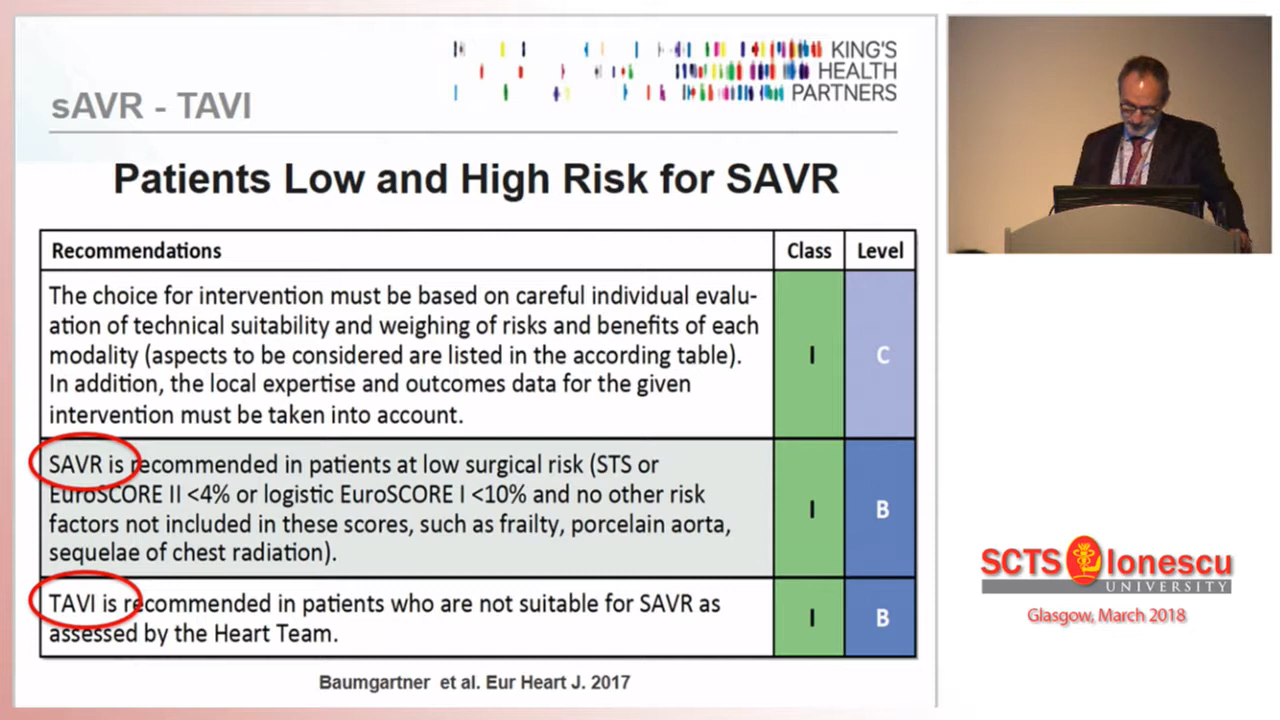 KING'S
HEALTH
PARTNERS
sAVR - TAVI
Patients Low and High Risk for SAVR
Recommendations Class Level
The choice for intervention must be based on careful individual evalu-
ation of technical suitability and weighing of risks and benefits of each
modality (aspects to be considered are listed in the according table).
In addition, the local expertise and outcomes data for the given
intervention must be taken into account.
I C
SAVR is recommended in patients at low surgical risk (STS or
EuroSCORE II <4% or logistic EuroSCORE I <10% and no other risk
factors not included in these scores, such as frailty, porcelain aorta,
sequelae of chest radiation).
I B
TAVI is recommended in patients who are not suitable for SAVR as
assessed by the Heart Team.
I B
Baumgartner et al. Eur Heart J. 2017
SCTS Ionescu
UNIVERSITY
Glasgow, March 2018